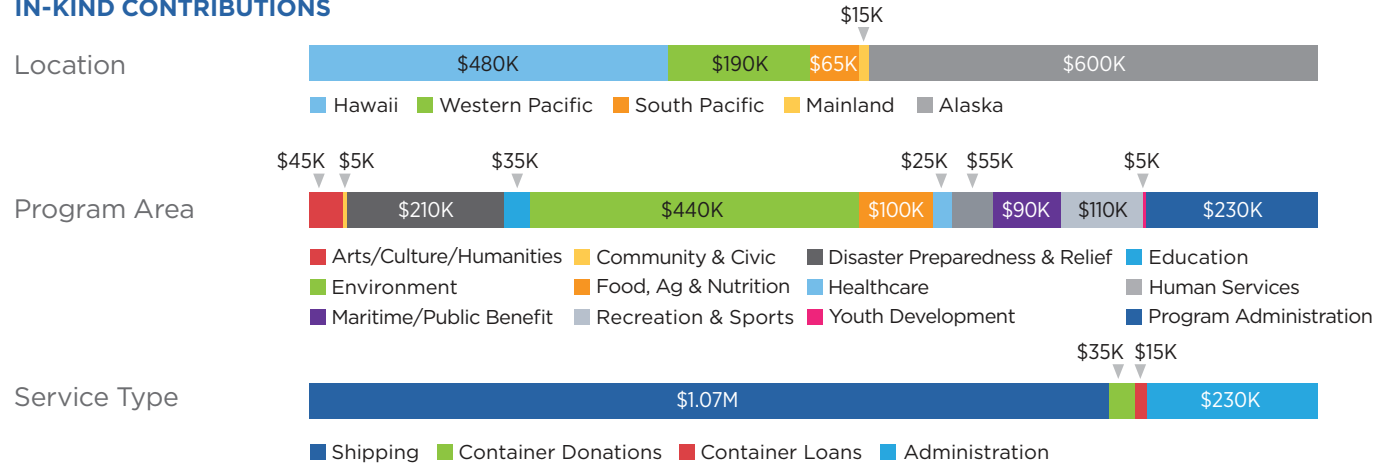 IN-KIND CONTRIBUTIONS
$15K
Location
$480K $190K $65K $600K
Hawaii Western Pacific South Pacific Mainland Alaska
$45K $5K $35K $25K $55K $5K
Program Area
$210K $440K $100K $90K $110K $230K
Arts/Culture/Humanities Community & Civic Disaster Preparedness & Relief Education
Environment Food, Ag & Nutrition Healthcare Human Services
Maritime/Public Benefit Recreation & Sports Youth Development Program Administration
$35K $15K
Service Type
$1.07M $230K
Shipping Container Donations Container Loans Administration